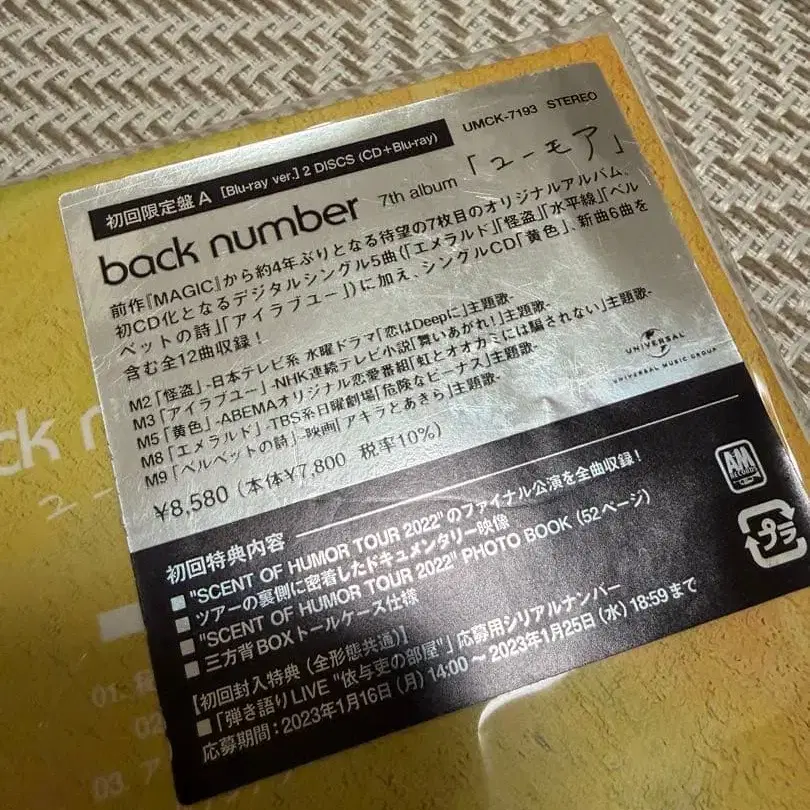 初回限定盤A [Blu-ray ver.] 2 DISCS (CD+Blu-ray) UMCK-7193 STEREO
back number 7th album 「ユーモア」
前作『MAGIC』から約4年ぶりとなる待望の7枚目のオリジナルアルバム、
初CD化となるデジタルシングル5曲(「エメラルド」「怪盗」「水平線」「ベル
ベットの詩」「アイラブユー」)に加え、シングルCD「黄色」、新曲6曲を
含む全12曲収録!
M2「怪盗」-日本テレビ系 水曜ドラマ「恋はDeepに」主題歌-
M3「アイラブユー」-NHK連続テレビ小説「舞いあがれ!」主題歌-
M5「黄色」-ABEMAオリジナル恋愛番組「虹とオオカミには騙されない」主題歌-
M8「エメラルド」-TBS系日曜劇場「危険なビーナス」主題歌-
M9「ベルベットの詩」-映画「アキラとあきら」主題歌-
¥8,580 (本体¥7,800 税率10%)
UNIVERSAL
UNIVERSAL MUSIC GROUP
AM
RECORDS
プラ
初回特典内容
■ "SCENT OF HUMOR TOUR 2022"のファイナル公演を全曲収録!
■ ツアーの裏側に密着したドキュメンタリー映像
■ "SCENT OF HUMOR TOUR 2022" PHOTO BOOK (52ページ)
■ 三方背BOXトールケース仕様
【初回封入特典 (全形態共通)】
■「弾き語りLIVE "依与吏の部屋"」応募用シリアルナンバー
応募期間:2023年1月16日(月)14:00 〜 2023年1月25日(水)18:59まで
ck n
ユー
01.
02
03. ア